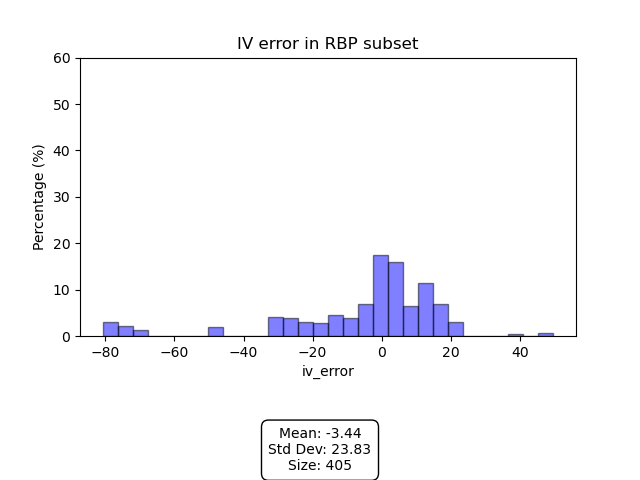 IV error in RBP subset
60
50
40
30
20
10
0
Percentage (%)
−80
−60
−40
−20
0
20
40
iv_error
Mean: -3.44
Std Dev: 23.83
Size: 405